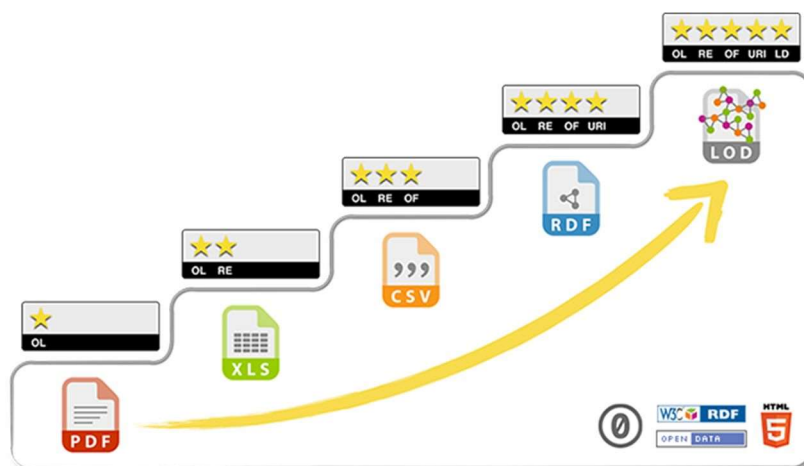 OL RE OF URI LD
LOD
OL RE OF URI
RDF
OL RE OF
CSV
OL RE
XLS
OL
PDF
0
W3C RDF
OPEN DATA
HTML
5